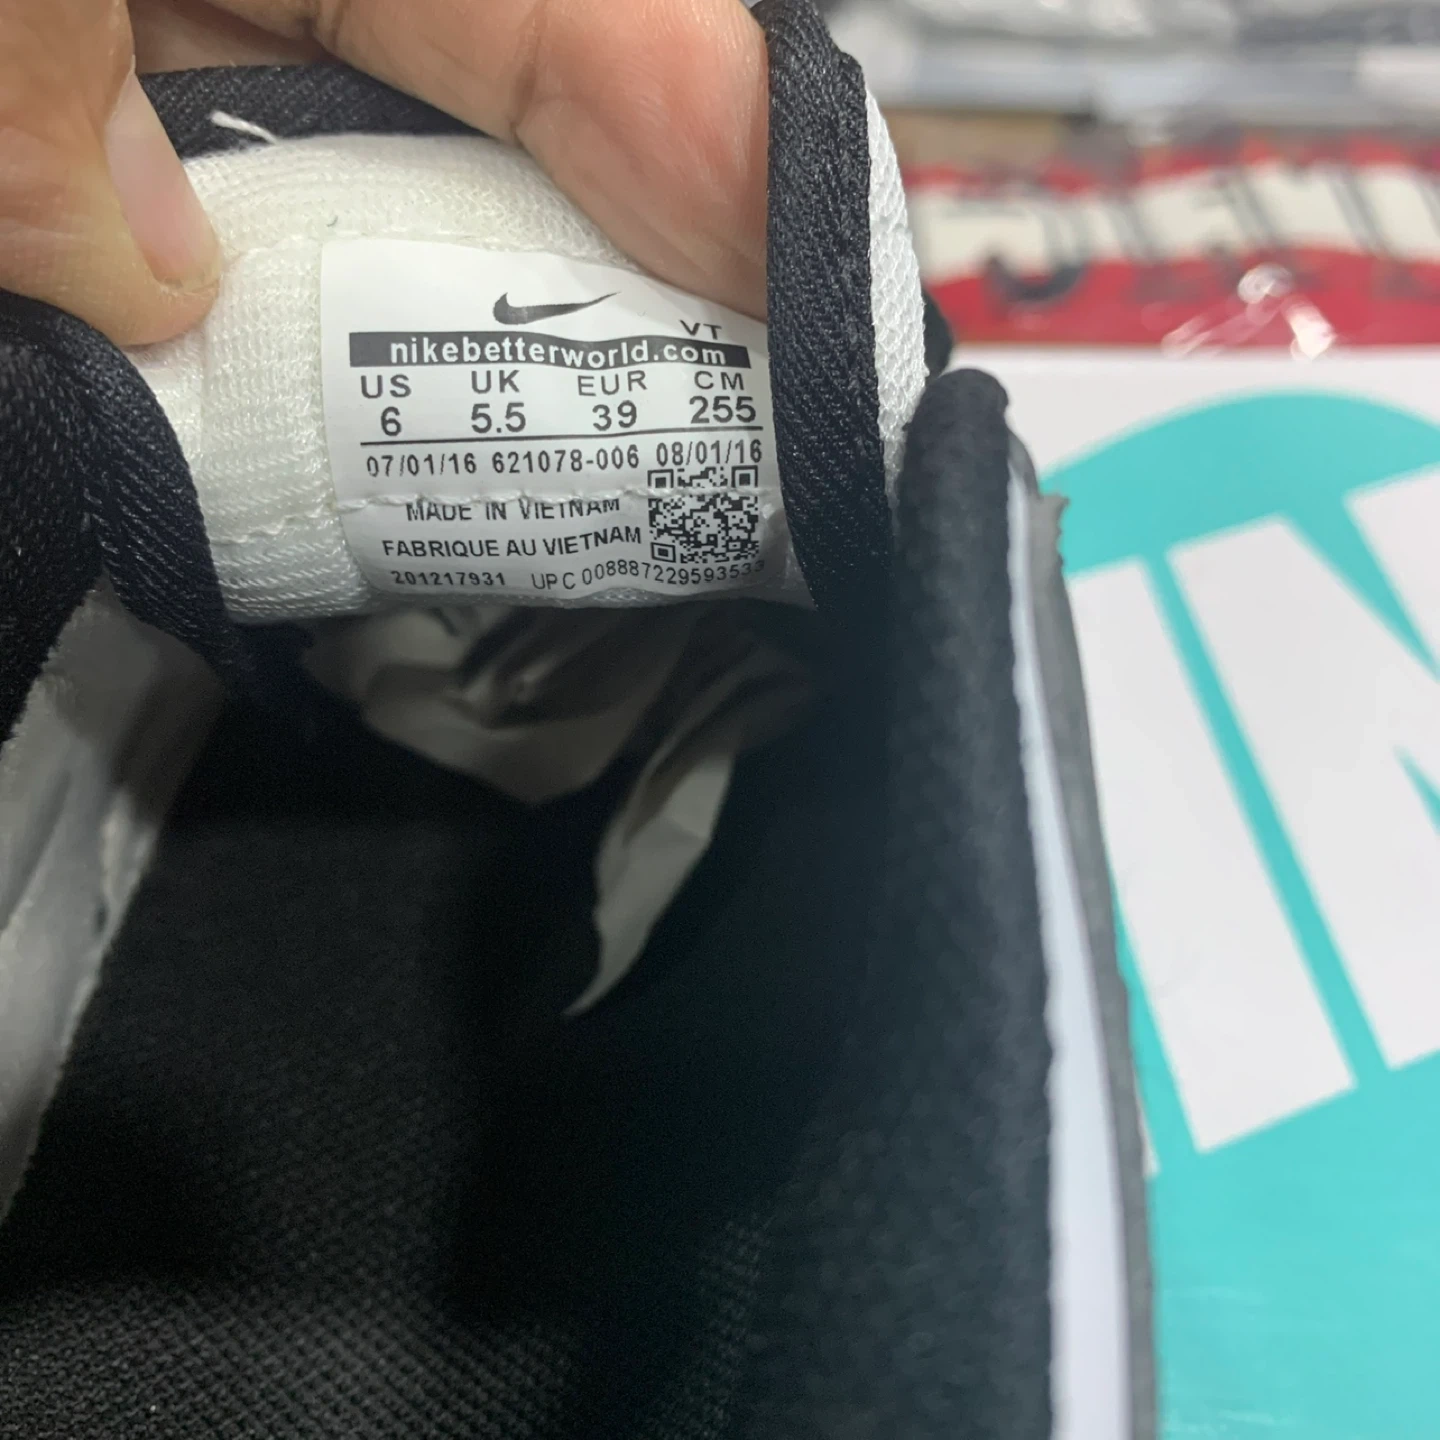 VT
nikebetterworld.com
US UK EUR CM
6 5.5 39 255
07/01/16 621078-006 08/01/16
MADE IN VIETNAM
FABRIQUE AU VIETNAM
201217931 UPC 00888722959353​3